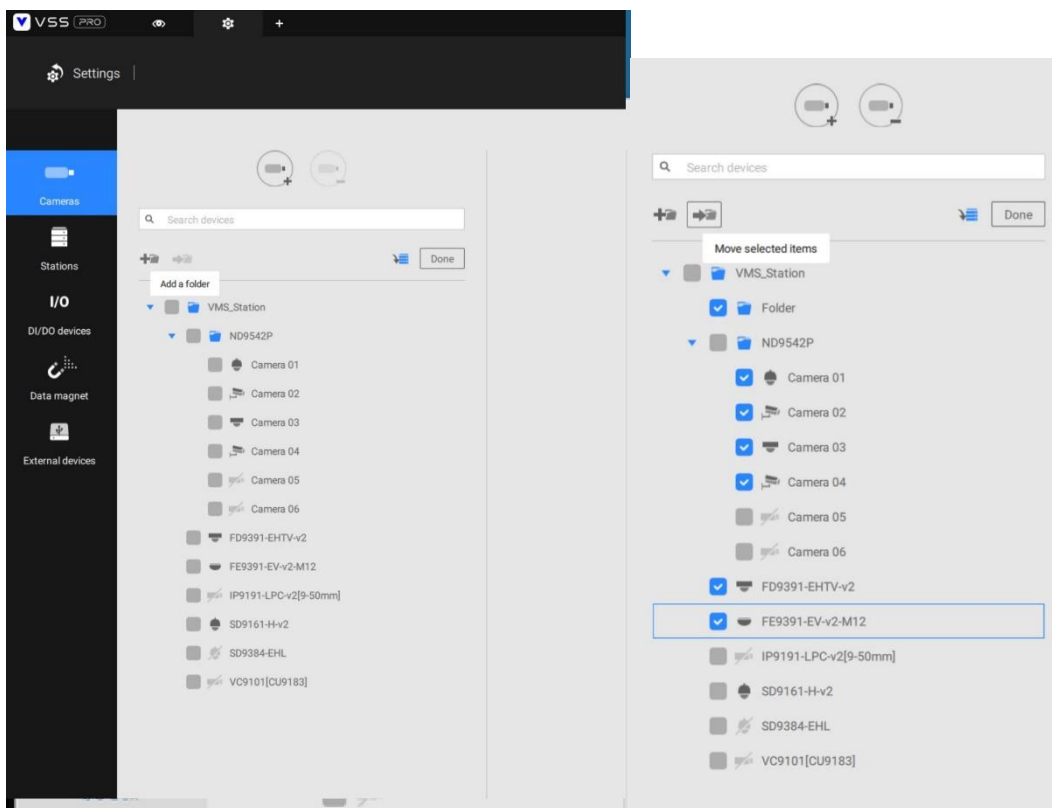 VSS PRO
Settings
Cameras
Stations
I/O
DI/DO devices
Data magnet
External devices
Search devices
Done
Add a folder
VMS_Station
ND9542P
Camera 01
Camera 02
Camera 03
Camera 04
Camera 05
Camera 06
FD9391-EHTV-v2
FE9391-EV-v2-M12
IP9191-LPC-v2[9-50mm]
SD9161-H-v2
SD9384-EHL
VC9101[CU9183]
Search devices
Done
Move selected items
VMS_Station
Folder
ND9542P
Camera 01
Camera 02
Camera 03
Camera 04
Camera 05
Camera 06
FD9391-EHTV-v2
FE9391-EV-v2-M12
IP9191-LPC-v2[9-50mm]
SD9161-H-v2
SD9384-EHL
VC9101[CU9183]